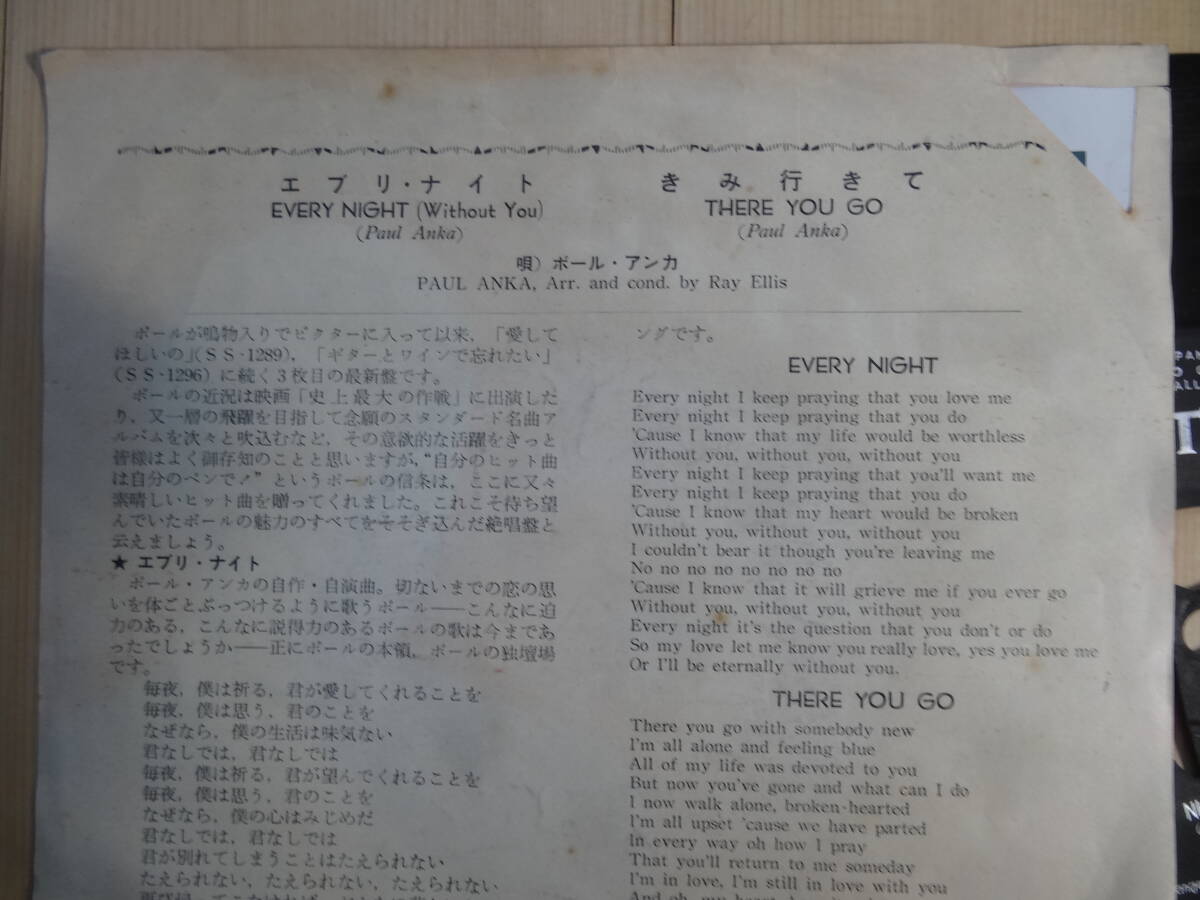 エブリ・ナイト
EVERY NIGHT (Without You)
(Paul Anka)
きみ行きて
THERE YOU GO
(Paul Anka)
唄) ポール・アンカ
PAUL ANKA, Arr. and cond. by Ray Ellis
ポールが鳴物入りでビクターに入って以来,「愛して
ほしいの」(SS-1289),「ギターとワインで忘れたい」
(SS-1296)に続く3枚目の最新盤です。
ポールの近況は映画「史上最大の作戦」に出演した
り,又一層の飛躍を目指して念願のスタンダード名曲ア
ルバムを次々と吹込むなど,その意欲的な活躍をきっと
皆様はよく御存知のことと思いますが,“自分のヒット曲
は自分のペンで!”というポールの信条は,ここに又々
素晴しいヒット曲を贈ってくれました。これこそ待ち望
んでいたポールの魅力のすべてをそそぎ込んだ絶唱盤と
云えましょう。
★ エブリ・ナイト
ポール・アンカの自作・自演曲。切ないまでの恋の思
いを体ごとぶっつけるように歌うポール——こんなに迫
力のある,こんなに説得力のあるポールの歌は今まであ
ったでしょうか——正にポールの本領,ポールの独壇場
です。
毎夜,僕は祈る,君が愛してくれることを
毎夜,僕は思う,君のことを
なぜなら,僕の生活は味気ない
君なしでは,君なしでは
毎夜,僕は祈る,君が望んでくれることを
毎夜,僕は思う,君のことを
なぜなら,僕の心はみじめだ
君なしでは,君なしでは
君が別れてしまうことはたえられない
たえられない,たえられない,たえられない
ングです。
EVERY NIGHT
Every night I keep praying that you love me
Every night I keep praying that you do
'Cause I know that my life would be worthless
Without you, without you, without you
Every night I keep praying that you'll want me
Every night I keep praying that you do
'Cause I know that my heart would be broken
Without you, without you, without you
I couldn't bear it though you're leaving me
No no no no no no no no
'Cause I know that it will grieve me if you ever go
Without you, without you, without you
Every night it's the question that you don't or do
So my love let me know you really love, yes you love me
Or I'll be eternally without you.
THERE YOU GO
There you go with somebody new
I'm all alone and feeling blue
All of my life was devoted to you
But now you've gone and what can I do
I now walk alone, broken-hearted
I'm all upset 'cause we have parted
In every way oh how I pray
That you'll return to me someday
I'm in love, I'm still in love with you
And oh, my heart